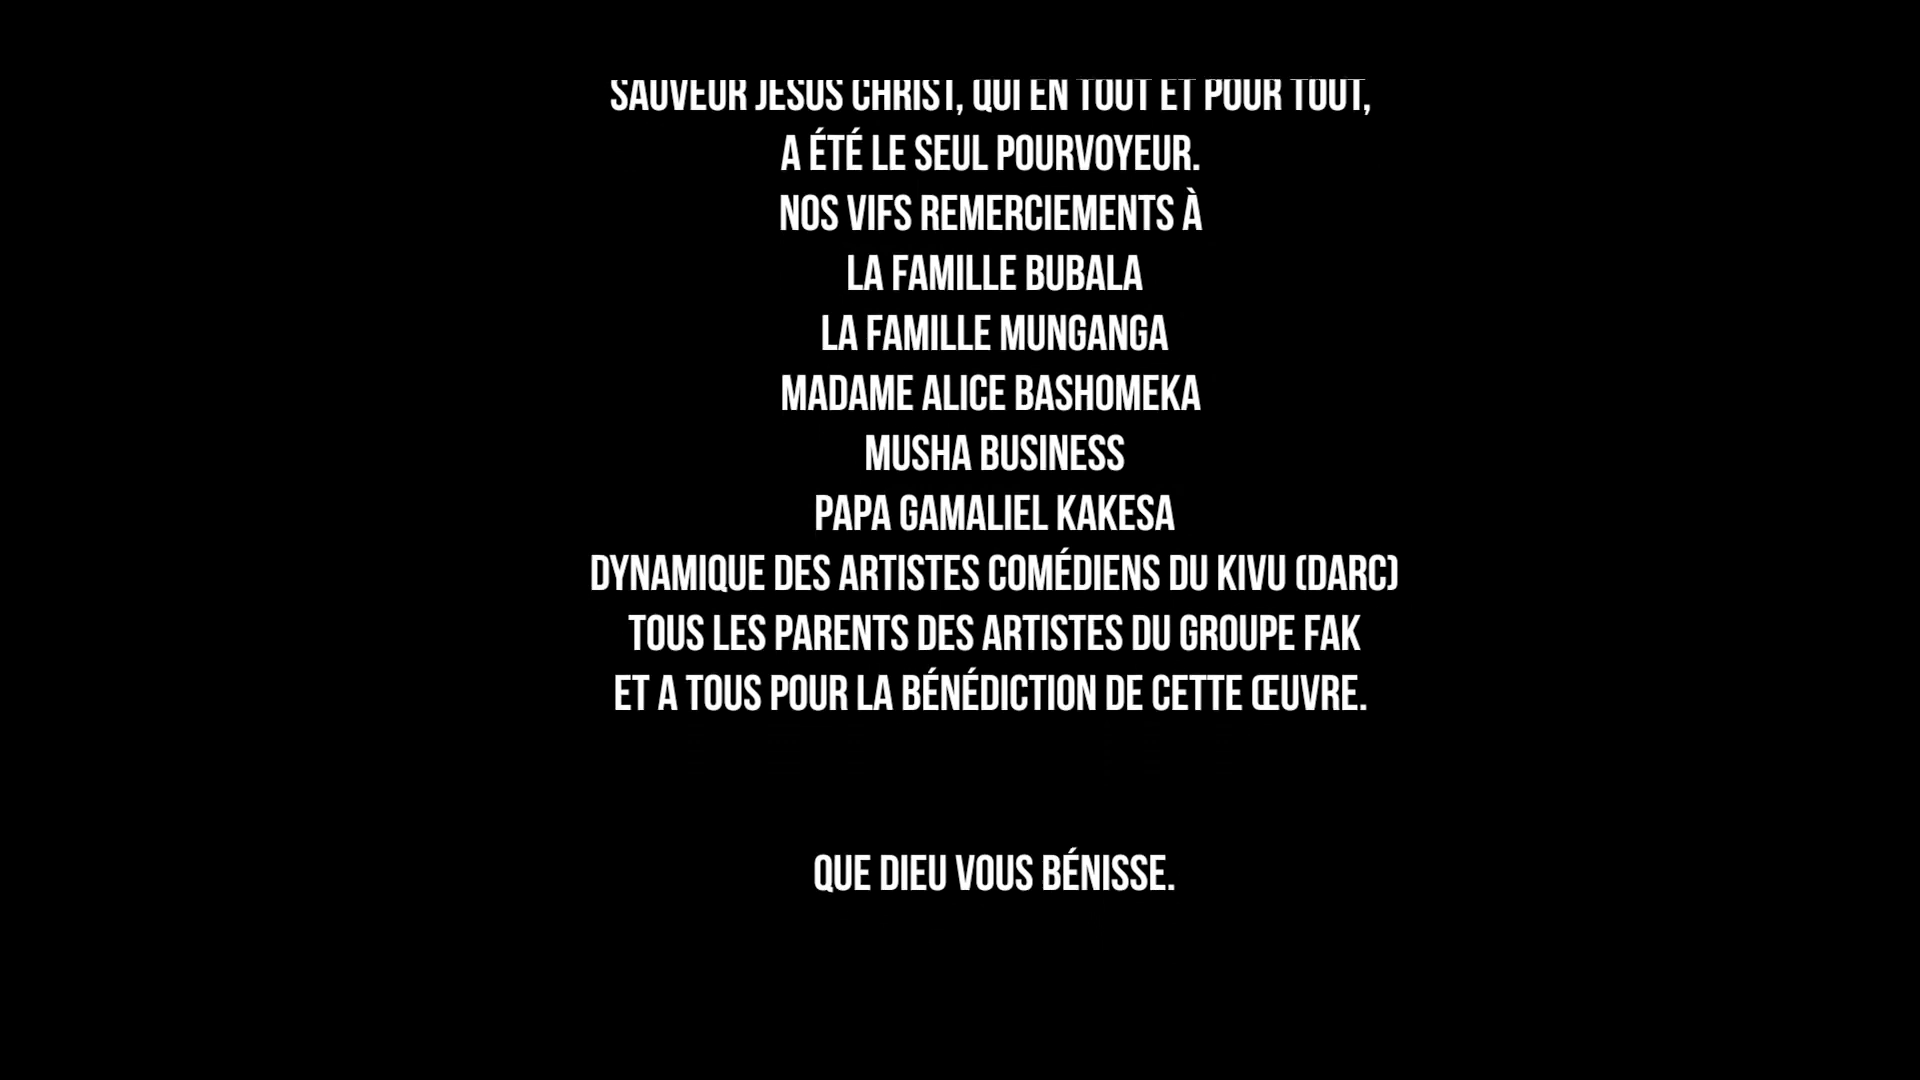 SAUVEUR JESUS CHRIST, QUI EN TOUT ET POUR TOUT,
A ÉTÉ LE SEUL POURVOYEUR.
NOS VIFS REMERCIEMENTS À
LA FAMILLE BUBALA
LA FAMILLE MUNGANGA
MADAME ALICE BASHOMEKA
MUSHA BUSINESS
PAPA GAMALIEL KAKESA
DYNAMIQUE DES ARTISTES COMÉDIENS DU KIVU (DARC)
TOUS LES PARENTS DES ARTISTES DU GROUPE FAK
ET A TOUS POUR LA BÉNÉDICTION DE CETTE ŒUVRE.
QUE DIEU VOUS BÉNISSE.